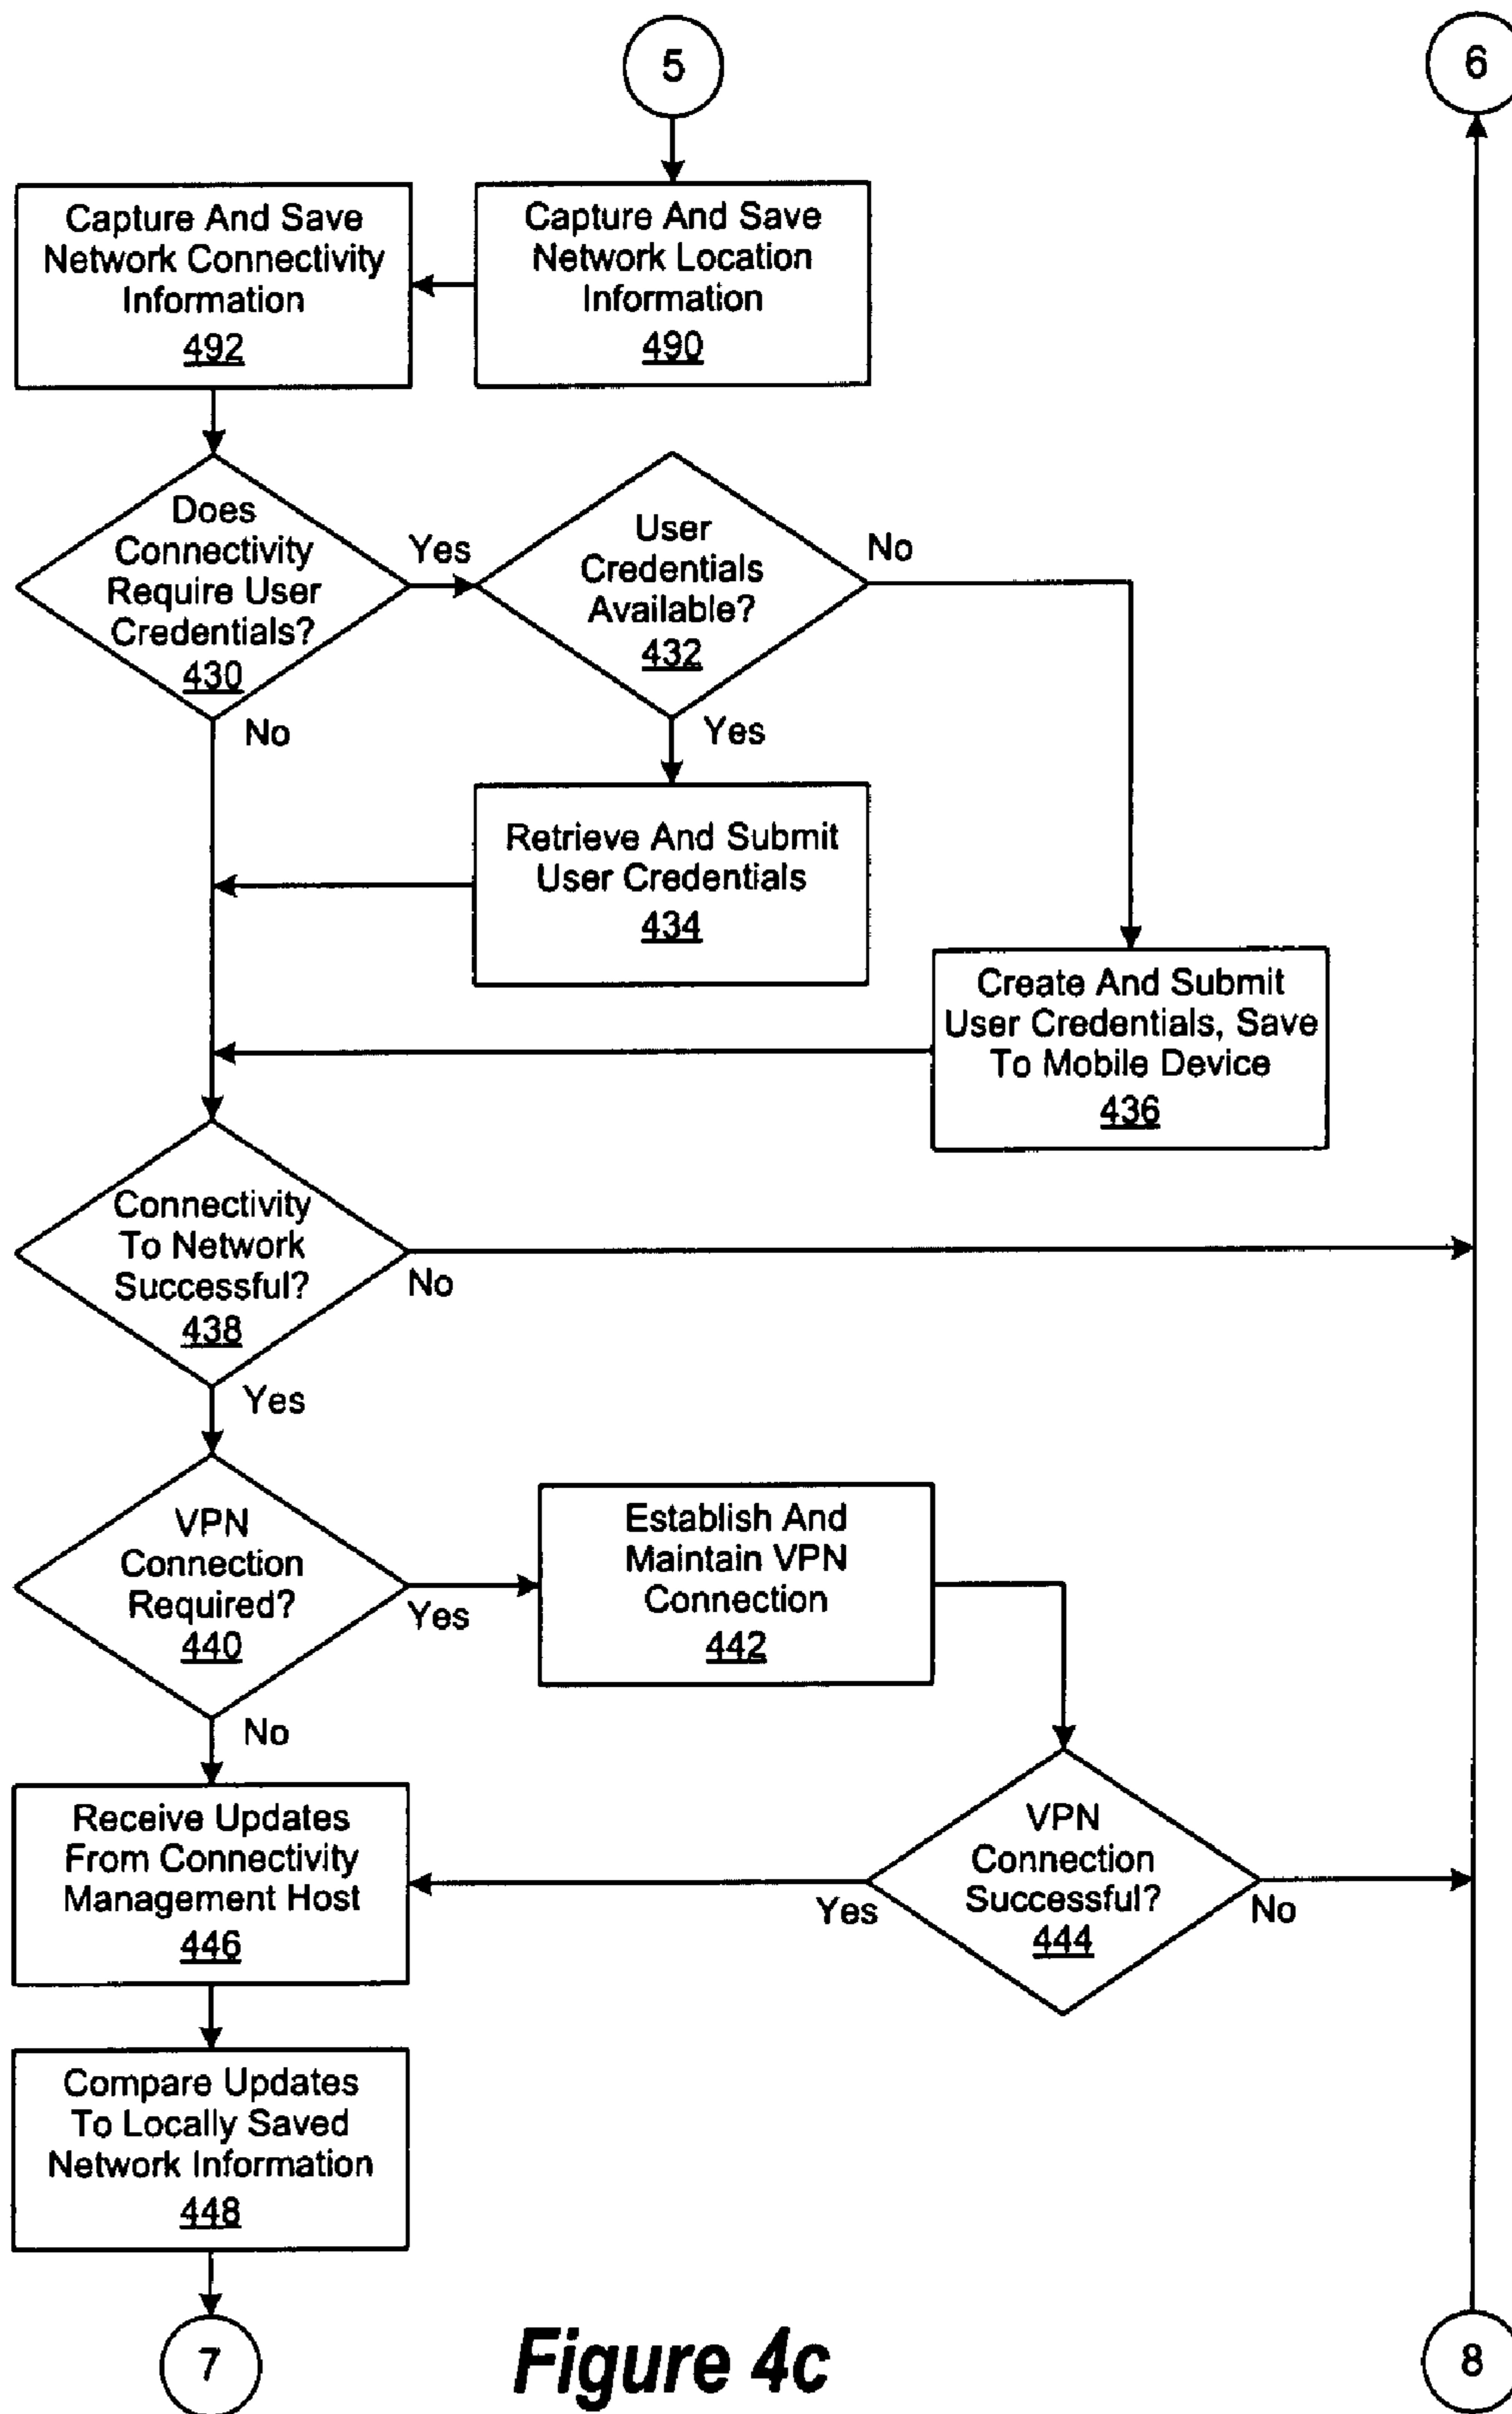 5
6
Capture And Save
Network Connectivity
Information
492
Capture And Save
Network Location
Information
490
Does
Connectivity
Require User
Credentials?
430
Yes
No
User
Credentials
Available?
432
No
Yes
Retrieve And Submit
User Credentials
434
Create And Submit
User Credentials, Save
To Mobile Device
436
Connectivity
To Network
Successful?
438
No
Yes
VPN
Connection
Required?
440
Yes
No
Establish And
Maintain VPN
Connection
442
Receive Updates
From Connectivity
Management Host
446
VPN
Connection
Successful?
444
Yes
No
Compare Updates
To Locally Saved
Network Information
448
7
Figure 4c
8